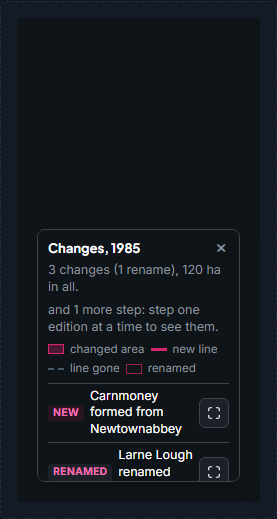 Changes, 1985 ×
3 changes (1 rename), 120 ha
in all.
and 1 more step: step one
edition at a time to see them.
changed area new line
line gone renamed
NEW Carnmoney
formed from
Newtownabbey
RENAMED Larne Lough
renamed